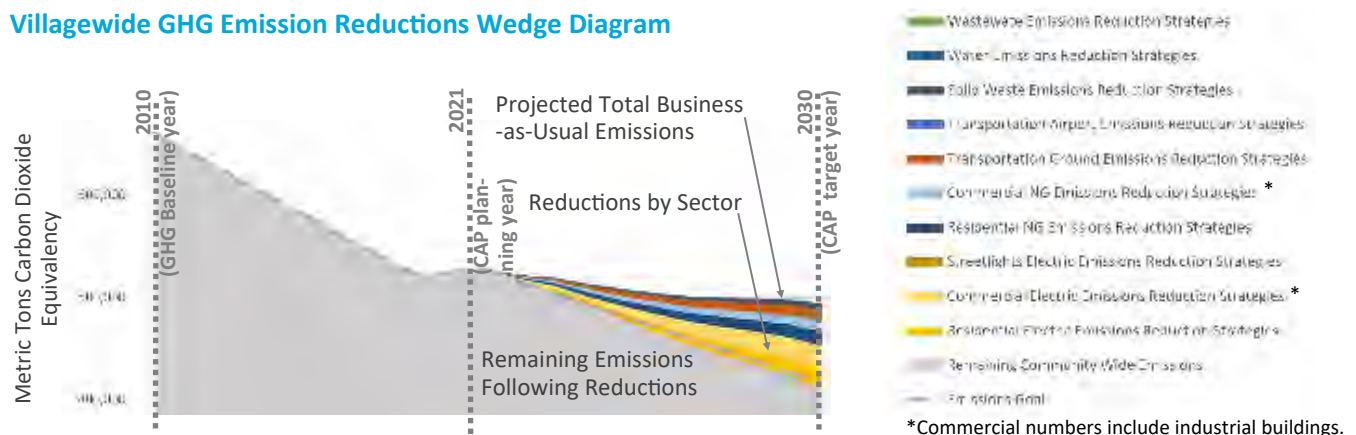 Villagewide GHG Emission Reductions Wedge Diagram
Metric Tons Carbon Dioxide
Equivalency
2010
(GHG Baseline year)
2021
(CAP plan-
ning year)
2030
(CAP target year)
Projected Total Business
-as-Usual Emissions
Reductions by Sector
Remaining Emissions
Following Reductions
Emissions Reduction Strategies
Water Emissions Reduction Strategies
Solid Waste Emissions Reduction Strategies
Transportation Airport Emissions Reduction Strategies
Transportation Ground Emissions Reduction Strategies
Commercial NG Emissions Reduction Strategies *
Residential NG Emissions Reduction Strategies
Streetlights Electric Emissions Reduction Strategies
Commercial Electric Emissions Reduction Strategies *
Residential Electric Emissions Reduction Strategies
Remaining Community Wide Emissions
Emissions Goal
*Commercial numbers include industrial buildings.